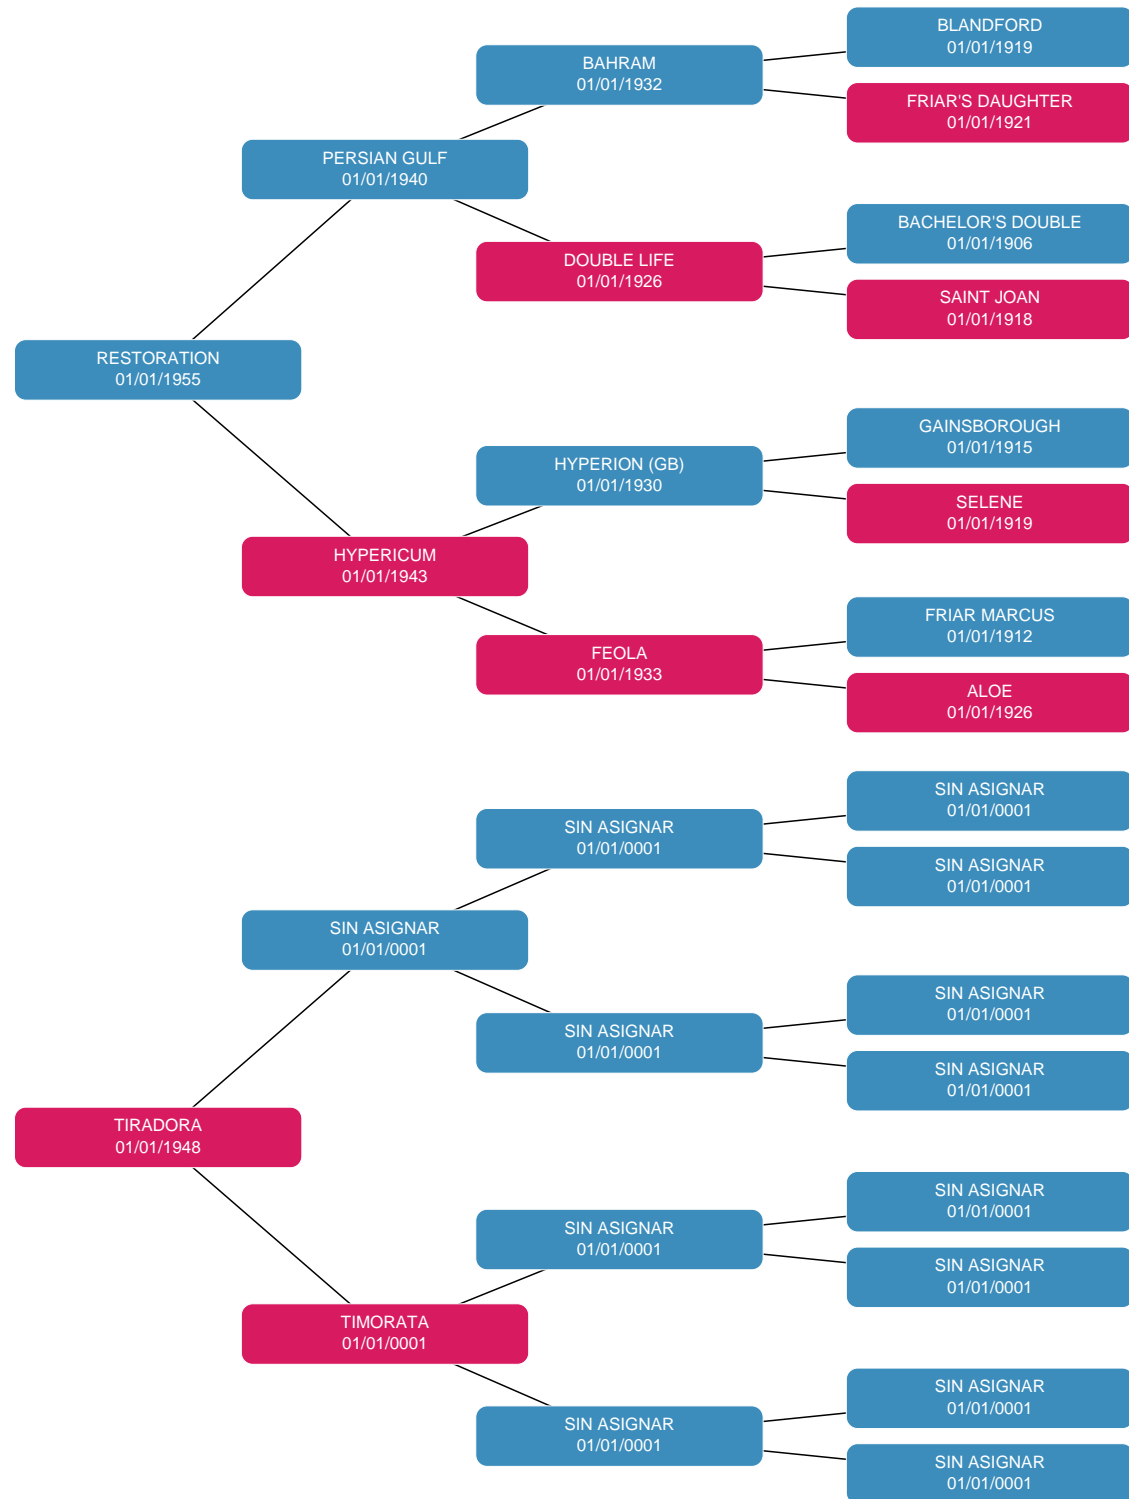 BLANDFORD
01/01/1919
BAHRAM
01/01/1932
FRIAR'S DAUGHTER
01/01/1921
PERSIAN GULF
01/01/1940
BACHELOR'S DOUBLE
01/01/1906
DOUBLE LIFE
01/01/1926
SAINT JOAN
01/01/1918
RESTORATION
01/01/1955
GAINSBOROUGH
01/01/1915
HYPERION (GB)
01/01/1930
SELENE
01/01/1919
HYPERICUM
01/01/1943
FRIAR MARCUS
01/01/1912
FEOLA
01/01/1933
ALOE
01/01/1926
SIN ASIGNAR
01/01/0001
SIN ASIGNAR
01/01/0001
SIN ASIGNAR
01/01/0001
SIN ASIGNAR
01/01/0001
SIN ASIGNAR
01/01/0001
SIN ASIGNAR
01/01/0001
SIN ASIGNAR
01/01/0001
TIRADORA
01/01/1948
SIN ASIGNAR
01/01/0001
SIN ASIGNAR
01/01/0001
SIN ASIGNAR
01/01/0001
TIMORATA
01/01/0001
SIN ASIGNAR
01/01/0001
SIN ASIGNAR
01/01/0001
SIN ASIGNAR
01/01/0001